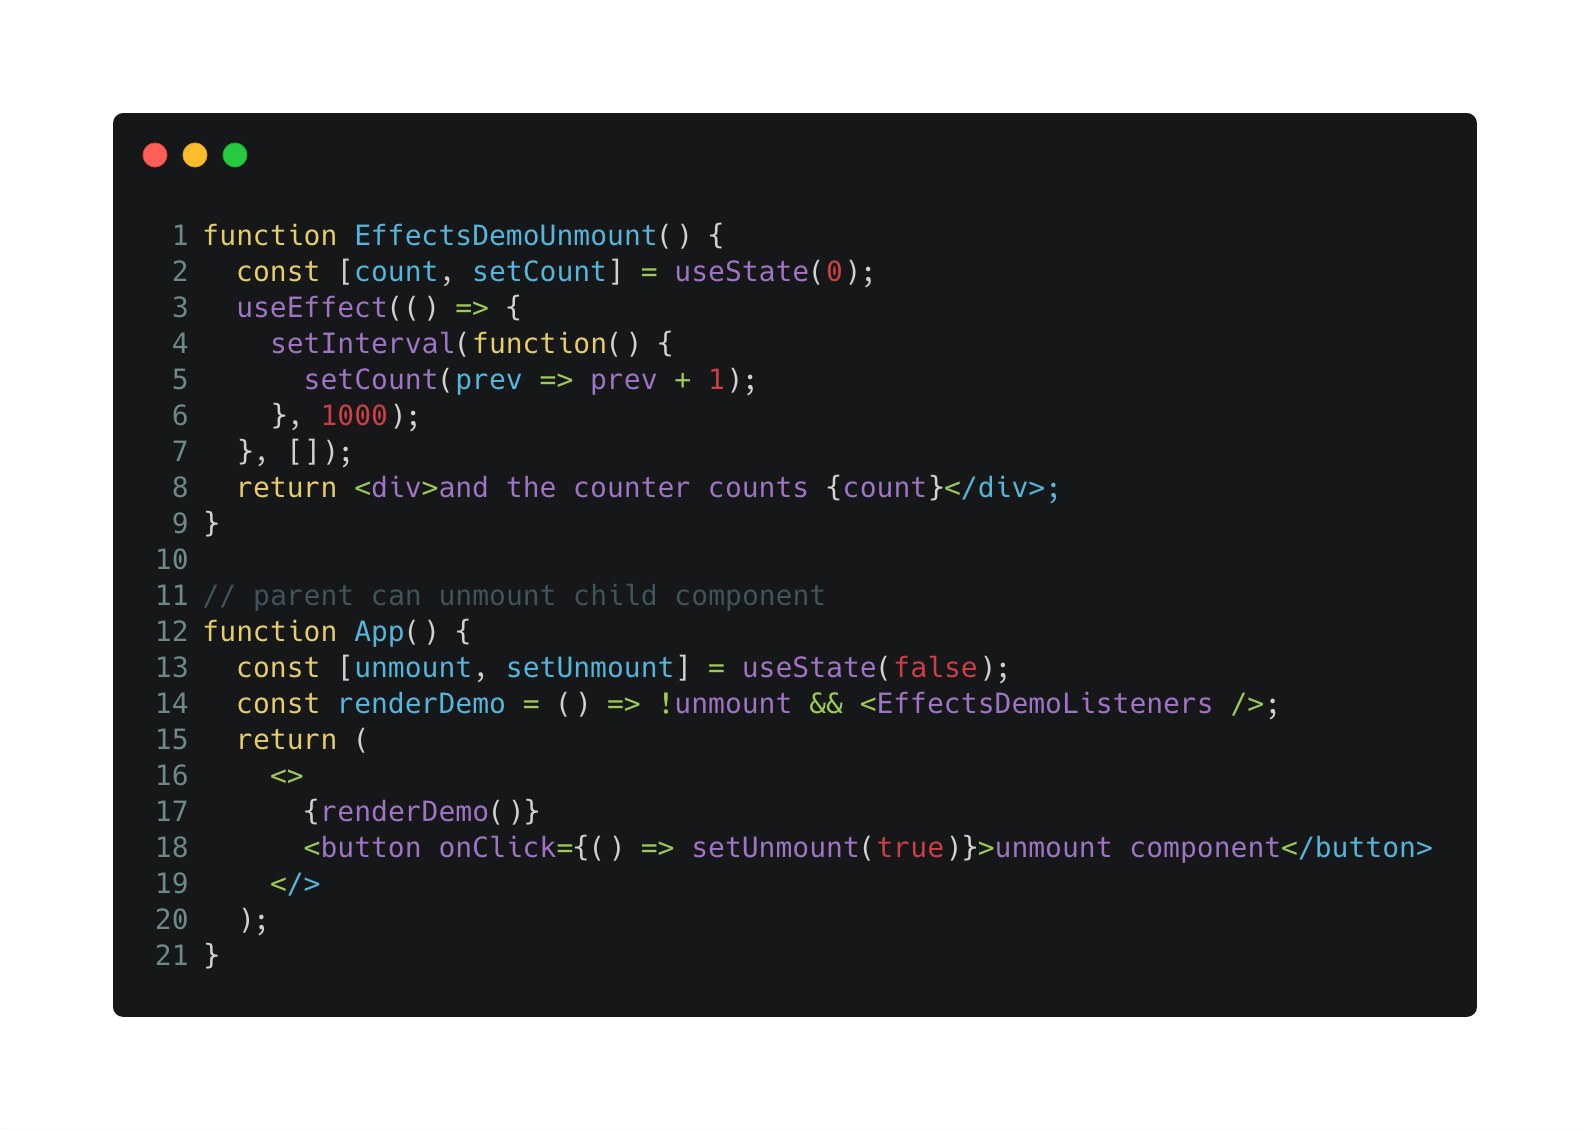 1 function EffectsDemoUnmount() {
2   const [count, setCount] = useState(0);
3   useEffect(() => {
4     setInterval(function() {
5       setCount(prev => prev + 1);
6     }, 1000);
7   }, []);
8   return <div>and the counter counts {count}</div>;
9 }
10
11 // parent can unmount child component
12 function App() {
13   const [unmount, setUnmount] = useState(false);
14   const renderDemo = () => !unmount && <EffectsDemoListeners />;
15   return (
16     <>
17       {renderDemo()}
18       <button onClick={() => setUnmount(true)}>unmount component</button>
19     </>
20   );
21 }